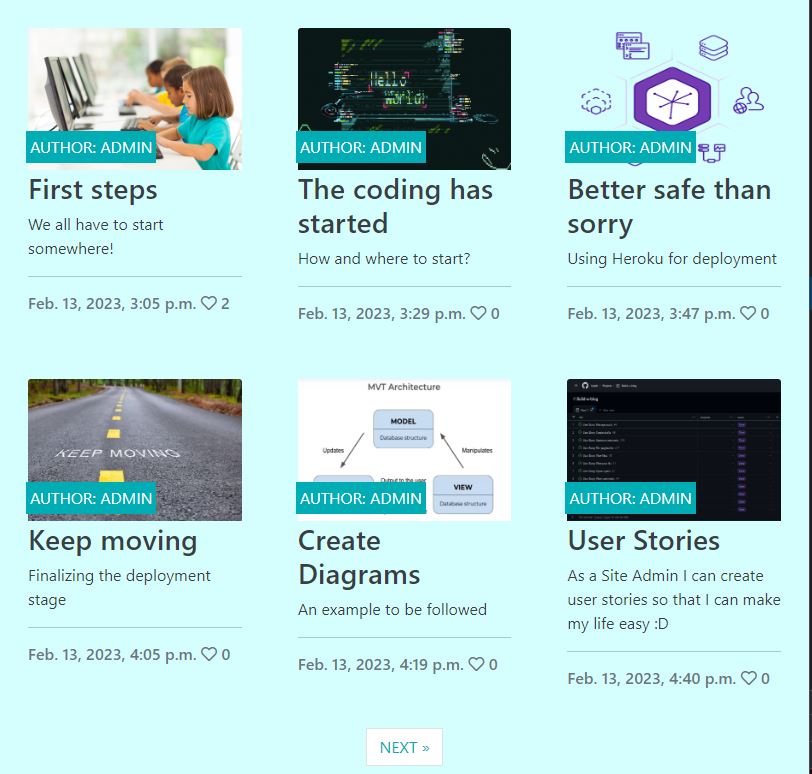 AUTHOR: ADMIN
First steps
We all have to start
somewhere!
Feb. 13, 2023, 3:05 p.m. 2
Hello
world!
AUTHOR: ADMIN
The coding has
started
How and where to start?
Feb. 13, 2023, 3:29 p.m. 0
AUTHOR: ADMIN
Better safe than
sorry
Using Heroku for deployment
Feb. 13, 2023, 3:47 p.m. 0
KEEP MOVING
AUTHOR: ADMIN
Keep moving
Finalizing the deployment
stage
Feb. 13, 2023, 4:05 p.m. 0
MVT Architecture
MODEL
Database structure
Updates
Manipulates
Output to the user
VIEW
Database structure
AUTHOR: ADMIN
Create
Diagrams
An example to be followed
Feb. 13, 2023, 4:19 p.m. 0
AUTHOR: ADMIN
User Stories
As a Site Admin I can create
user stories so that I can make
my life easy :D
Feb. 13, 2023, 4:40 p.m. 0
NEXT »